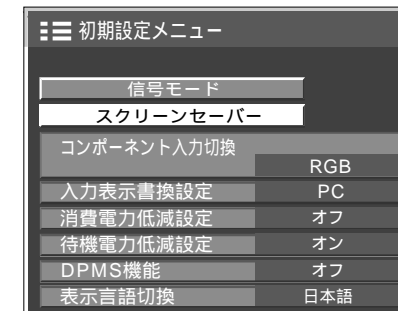 初期設定メニュー
信号モード
スクリーンセーバー
コンポーネント入力切換
RGB
入力表示書換設定 PC
消費電力低減設定 オフ
待機電力低減設定 オン
DPMS機能 オフ
表示言語切換 日本語